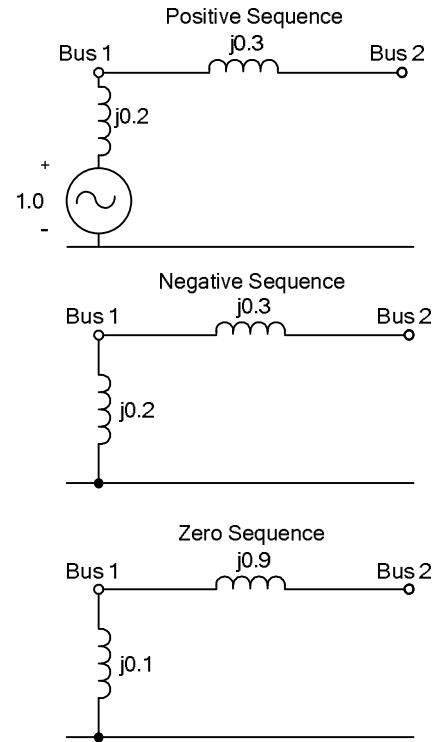 Positive Sequence
j0.3
Bus 1
Bus 2
j0.2
+
1.0
-
Negative Sequence
j0.3
Bus 1
Bus 2
j0.2
Zero Sequence
j0.9
Bus 1
Bus 2
j0.1